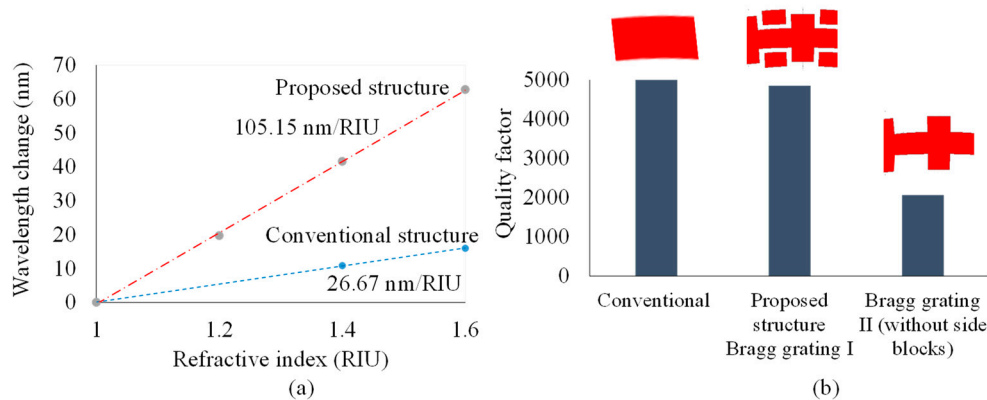 (a)
70
60
50
40
30
20
10
0
Wavelength change (nm)
Proposed structure
105.15 nm/RIU
Conventional structure
26.67 nm/RIU
1 1.2 1.4 1.6
Refractive index (RIU)
(a)
(b)
5000
4000
3000
2000
1000
0
Quality factor
Conventional
Proposed
structure
Bragg grating I
Bragg grating
II (without side
blocks)
(b)